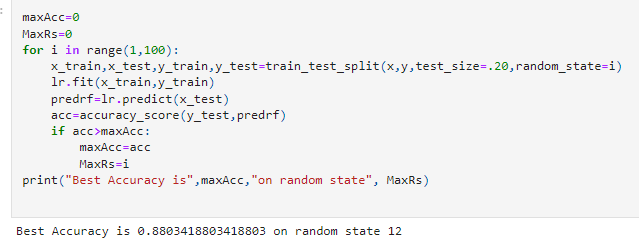 maxAcc=0
MaxRs=0
for i in range(1,100):
    x_train,x_test,y_train,y_test=train_test_split(x,y,test_size=.20,random_state=i)
    lr.fit(x_train,y_train)
    predrf=lr.predict(x_test)
    acc=accuracy_score(y_test,predrf)
    if acc>maxAcc:
        maxAcc=acc
        MaxRs=i
print("Best Accuracy is",maxAcc,"on random state", MaxRs)
Best Accuracy is 0.8803418803418803 on random state 12